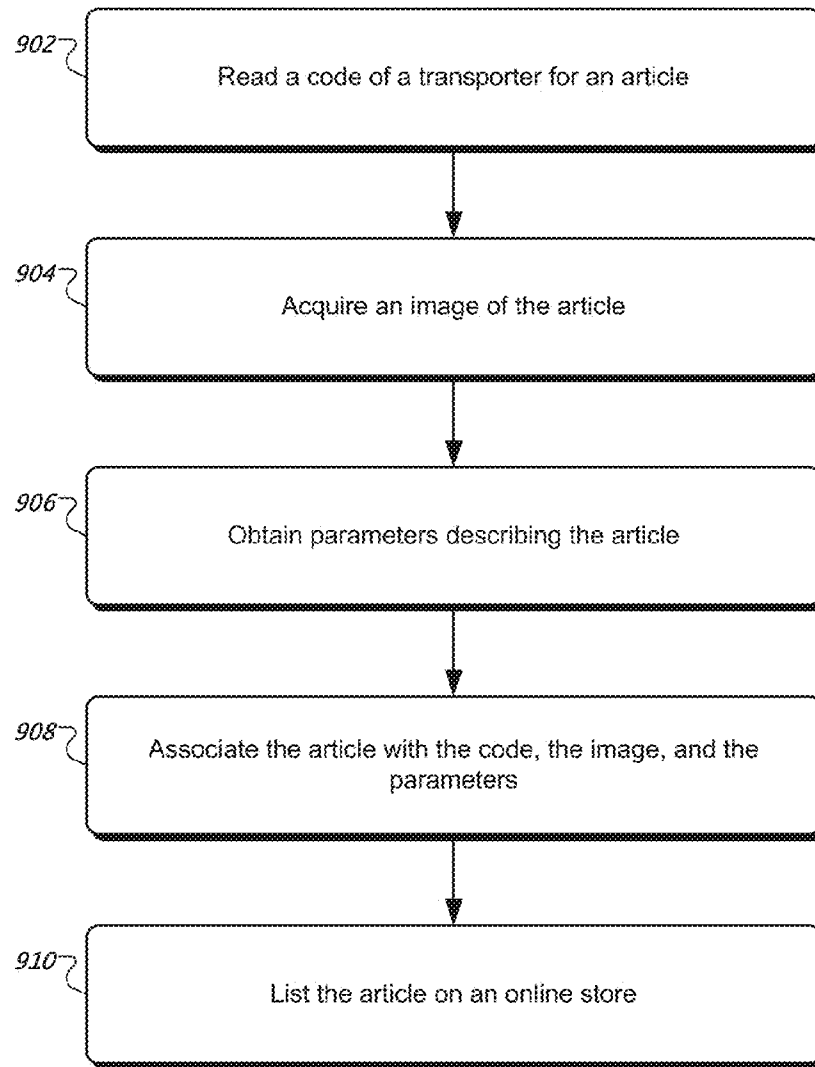 902
Read a code of a transporter for an article
904
Acquire an image of the article
906
Obtain parameters describing the article
908
Associate the article with the code, the image, and the
parameters
910
List the article on an online store